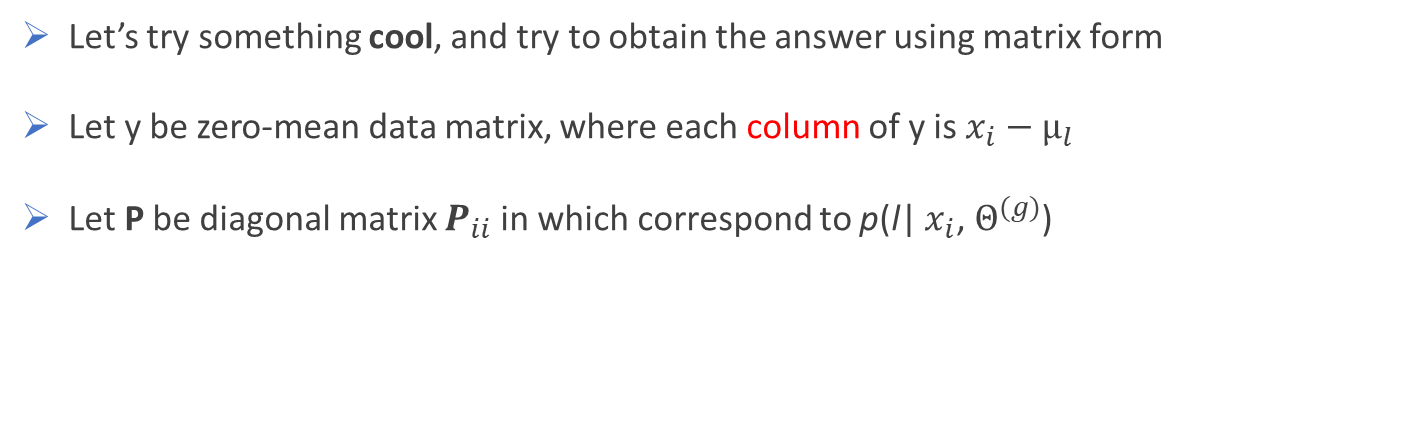 ➢ Let’s try something cool, and try to obtain the answer using matrix form
➢ Let y be zero-mean data matrix, where each column of y is xᵢ − μₗ
➢ Let P be diagonal matrix Pᵢᵢ in which correspond to p(l| xᵢ, Θ⁽ᵍ⁾)